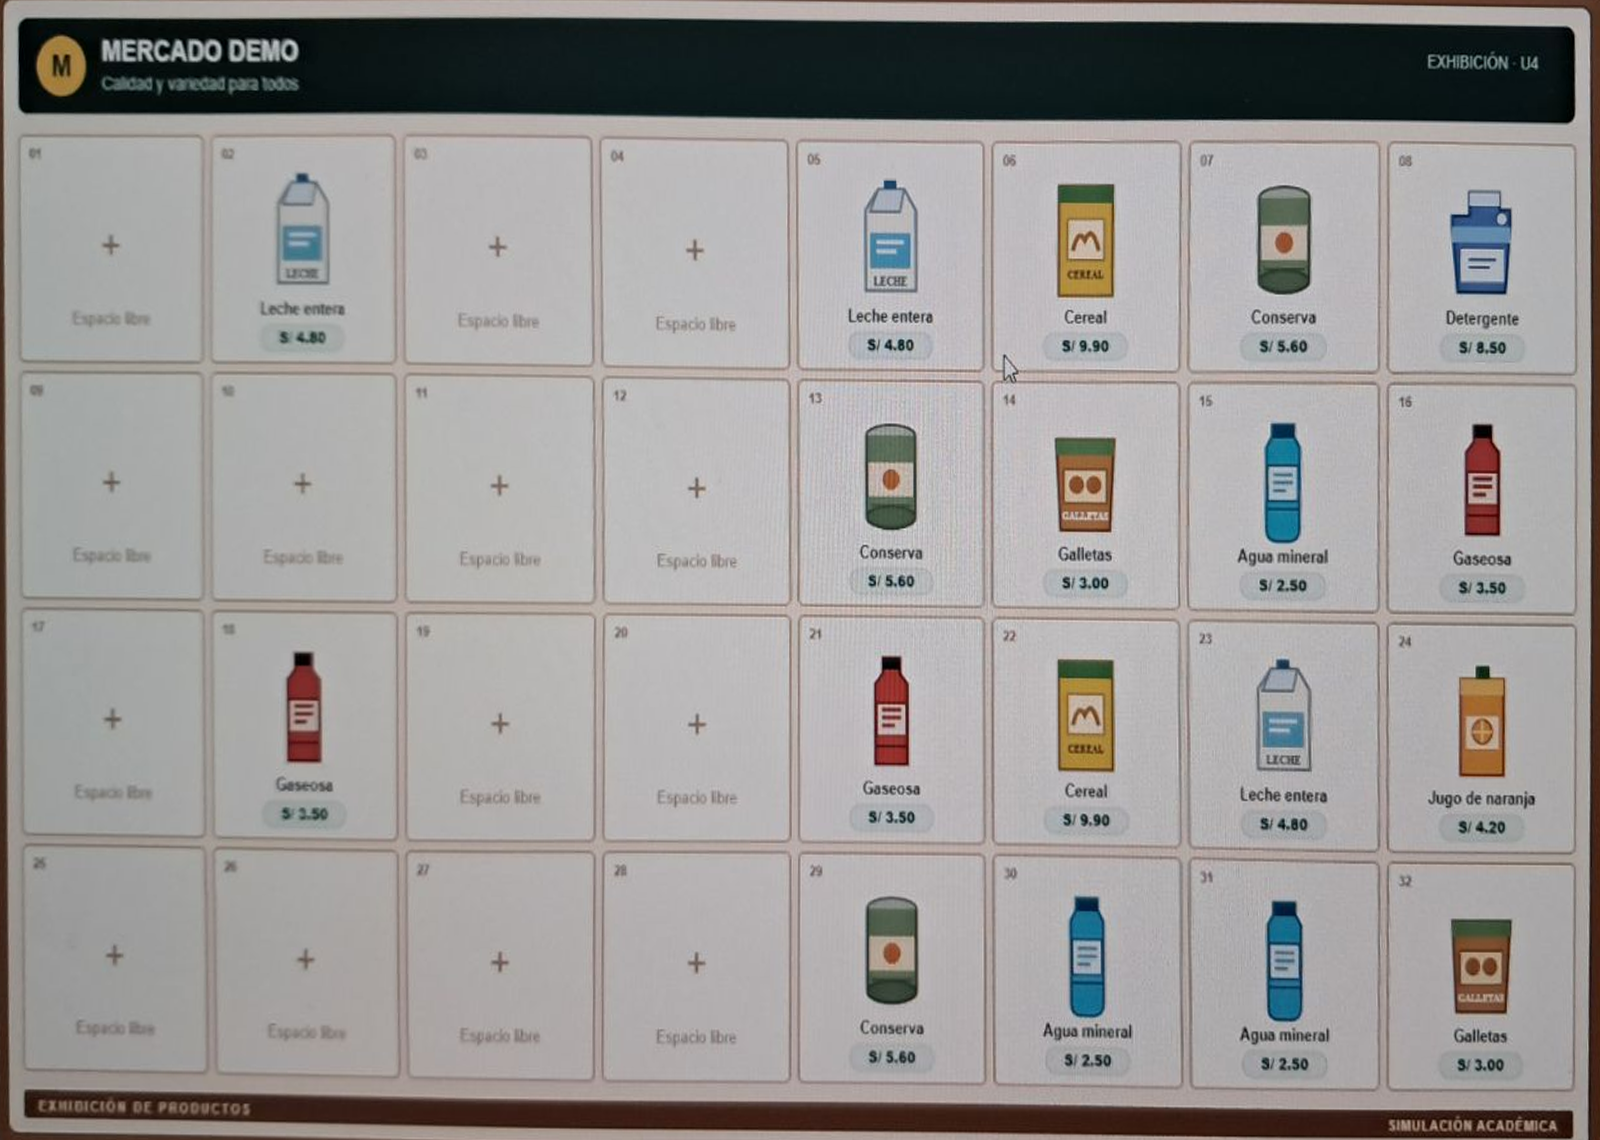 M
MERCADO DEMO
Calidad y variedad para todos
EXHIBICIÓN · U4
01
+
Espacio libre
02
LECHE
Leche entera
S/ 4.80
03
+
Espacio libre
04
+
Espacio libre
05
LECHE
Leche entera
S/ 4.80
06
CEREAL
Cereal
S/ 9.90
07
Conserva
S/ 5.60
08
Detergente
S/ 8.50
09
+
Espacio libre
10
+
Espacio libre
11
+
Espacio libre
12
+
Espacio libre
13
Conserva
S/ 5.60
14
GALLETAS
Galletas
S/ 3.00
15
Agua mineral
S/ 2.50
16
Gaseosa
S/ 3.50
17
+
Espacio libre
18
Gaseosa
S/ 3.50
19
+
Espacio libre
20
+
Espacio libre
21
Gaseosa
S/ 3.50
22
CEREAL
Cereal
S/ 9.90
23
LECHE
Leche entera
S/ 4.80
24
Jugo de naranja
S/ 4.20
25
+
Espacio libre
26
+
Espacio libre
27
+
Espacio libre
28
+
Espacio libre
29
Conserva
S/ 5.60
30
Agua mineral
S/ 2.50
31
Agua mineral
S/ 2.50
32
GALLETAS
Galletas
S/ 3.00
EXHIBICIÓN DE PRODUCTOS
SIMULACIÓN ACADÉMICA